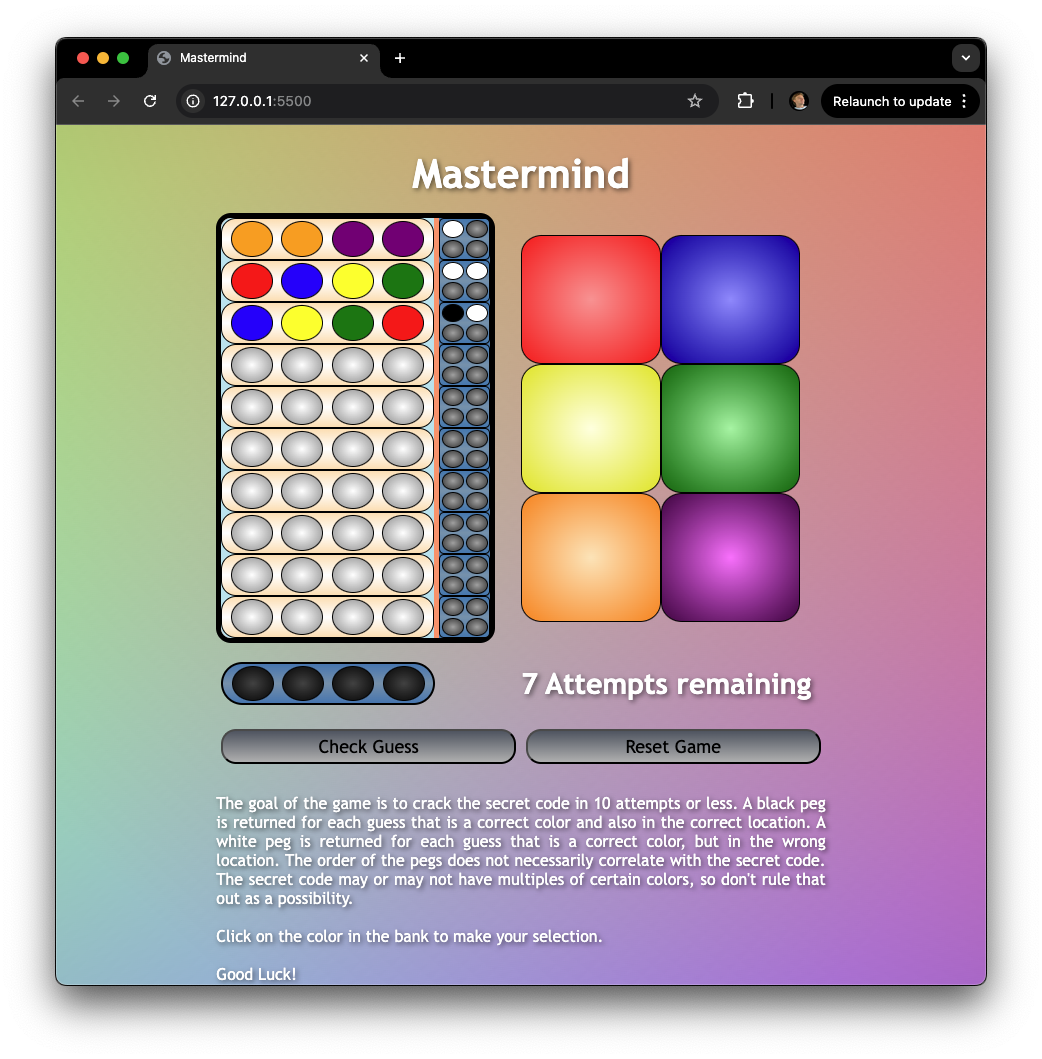 Mastermind
127.0.0.1:5500
Relaunch to update
Mastermind
7 Attempts remaining
Check Guess
Reset Game
The goal of the game is to crack the secret code in 10 attempts or less. A black peg
is returned for each guess that is a correct color and also in the correct location. A
white peg is returned for each guess that is a correct color, but in the wrong
location. The order of the pegs does not necessarily correlate with the secret code.
The secret code may or may not have multiples of certain colors, so don't rule that
out as a possibility.
Click on the color in the bank to make your selection.
Good Luck!